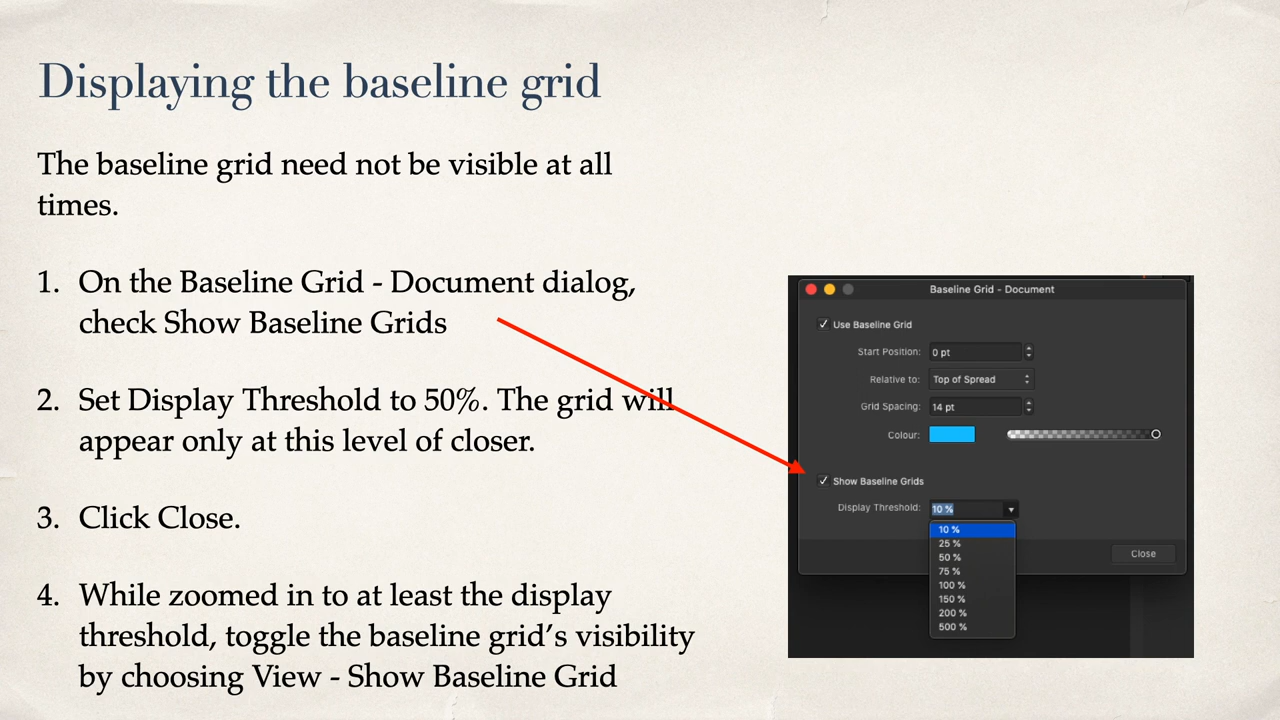 Displaying the baseline grid
The baseline grid need not be visible at all
times.
1. On the Baseline Grid - Document dialog,
check Show Baseline Grids
2. Set Display Threshold to 50%. The grid will
appear only at this level of closer.
3. Click Close.
4. While zoomed in to at least the display
threshold, toggle the baseline grid’s visibility
by choosing View - Show Baseline Grid
Baseline Grid - Document
Use Baseline Grid
Start Position: 0 pt
Relative to: Top of Spread
Grid Spacing: 14 pt
Colour:
Show Baseline Grids
Display Threshold: 10 %
10 %
25 %
50 %
75 %
100 %
150 %
200 %
500 %
Close